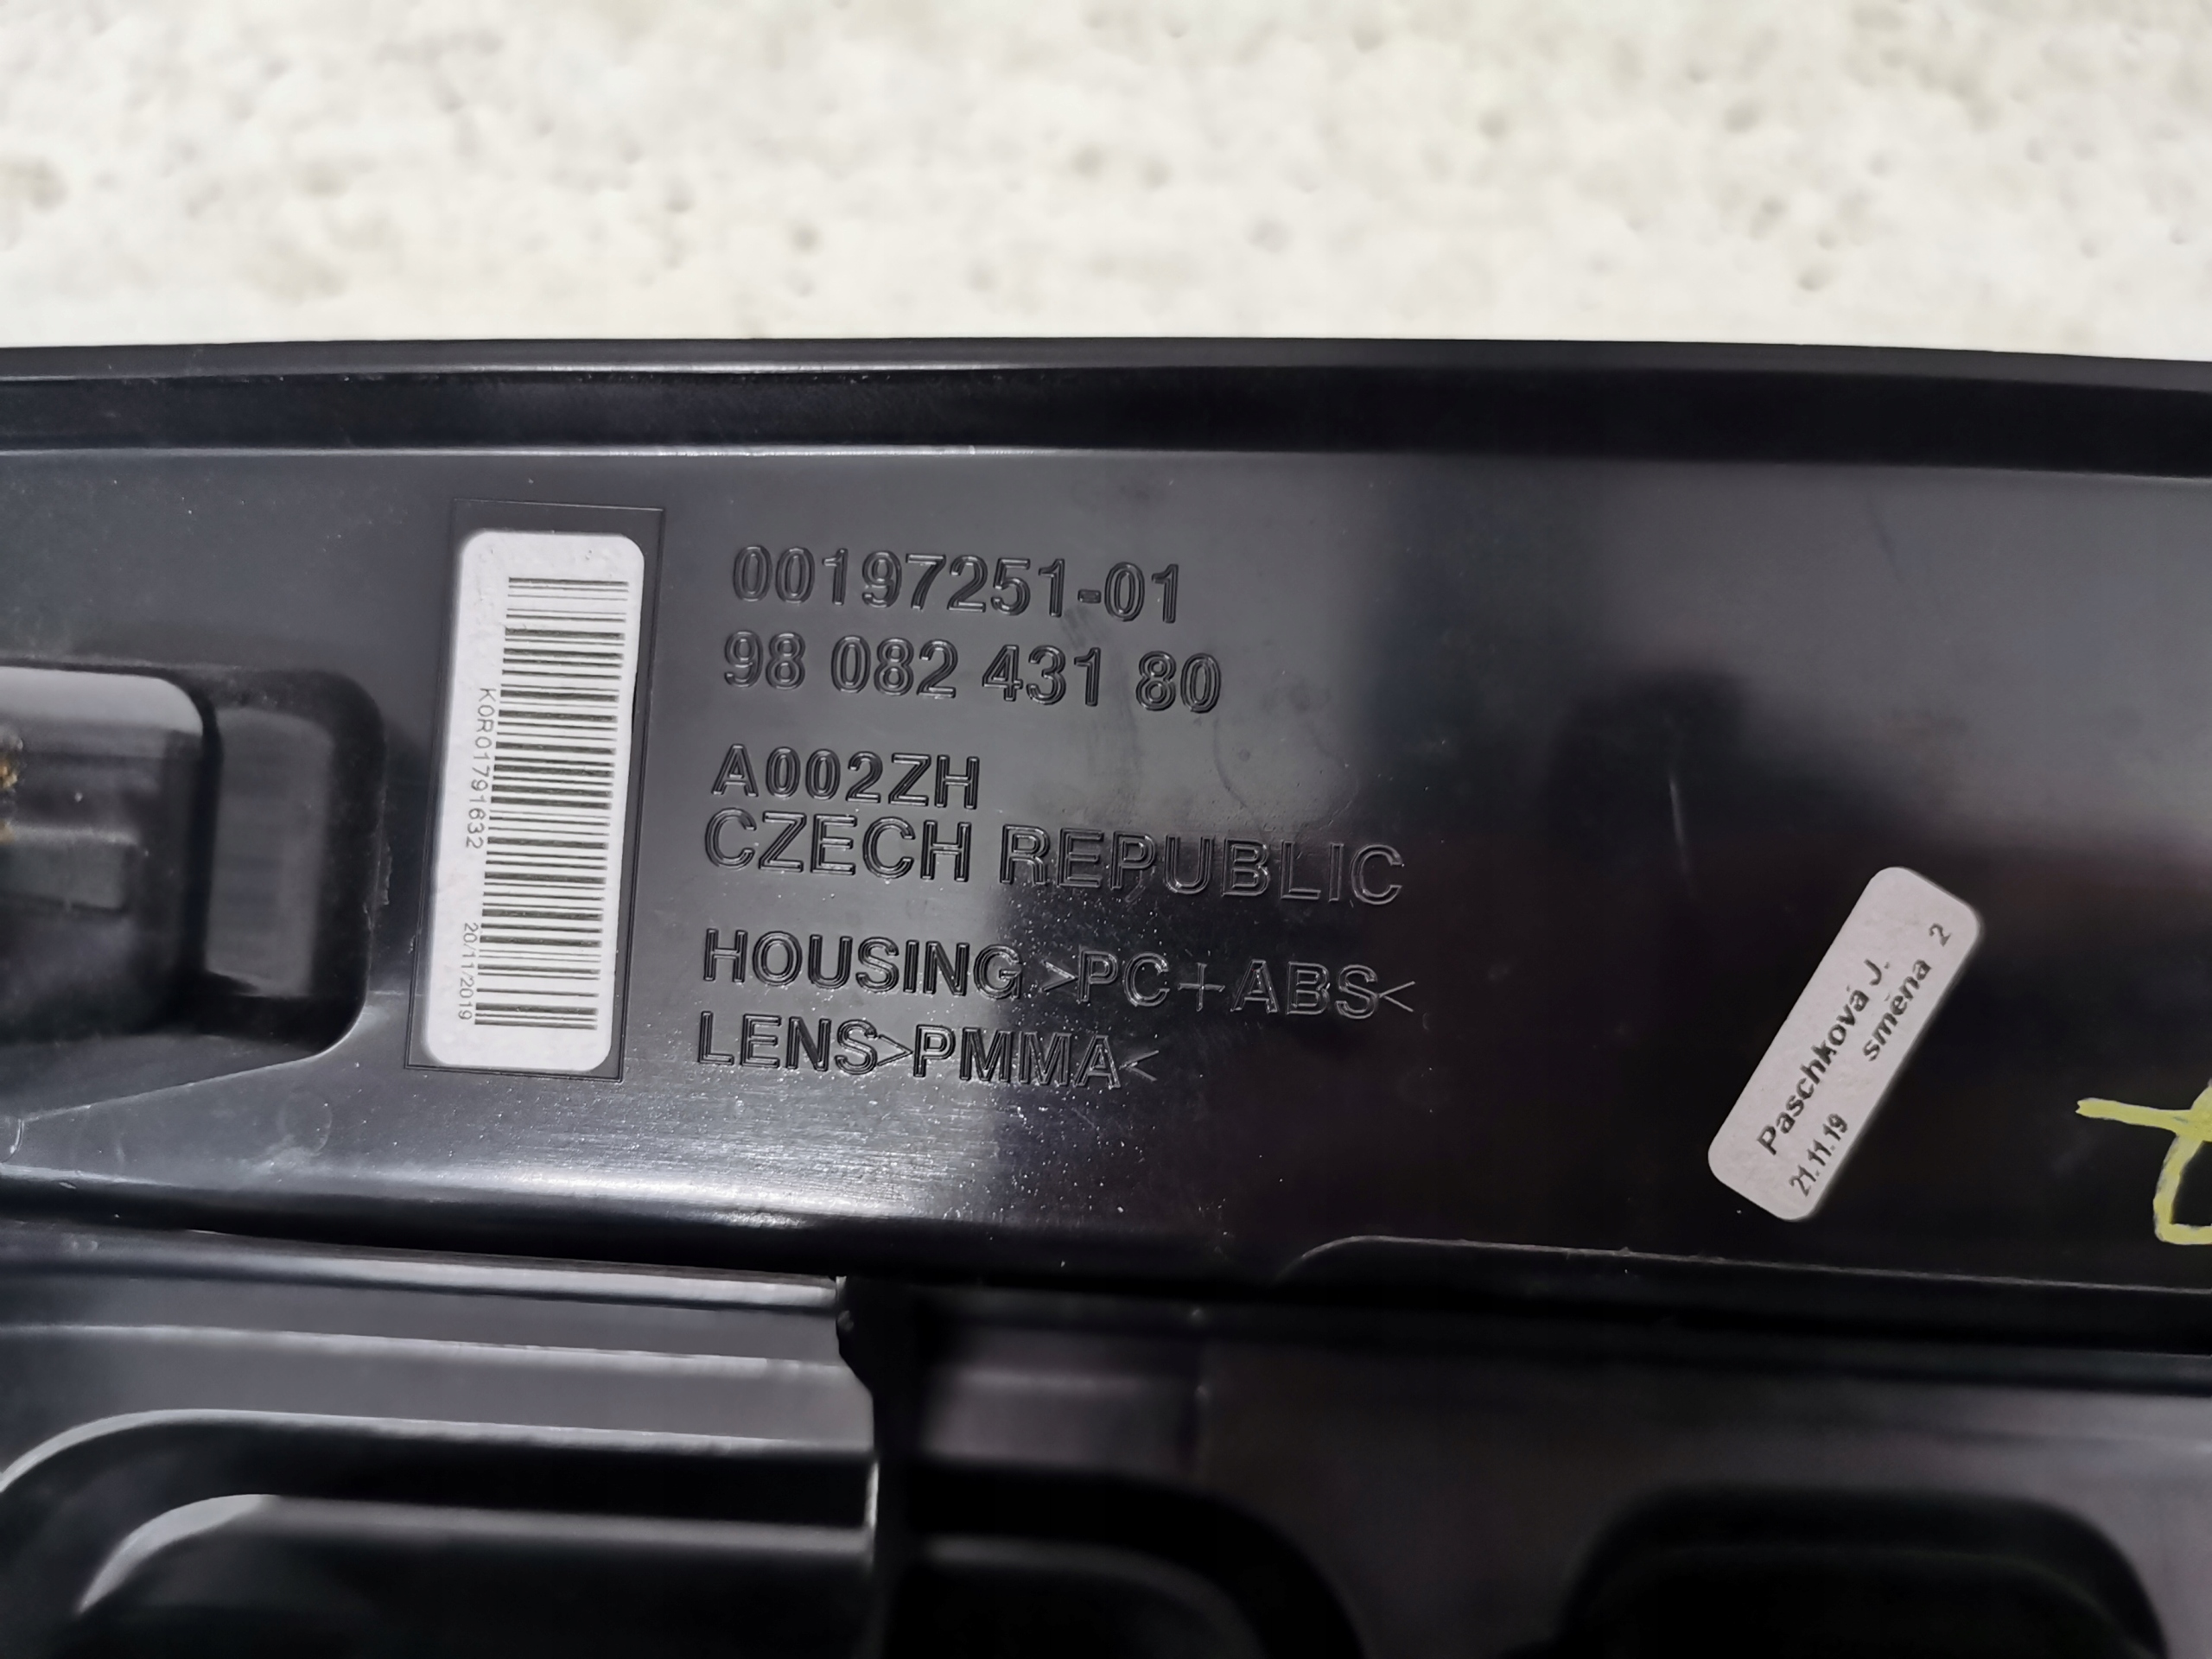 00197251-01
98 082 431 80
A002ZH
CZECH REPUBLIC
HOUSING >PC+ABS<
LENS>PMMA<
KOR01791632
20/11/2019
Paschková J.
21.11.19 směna 2